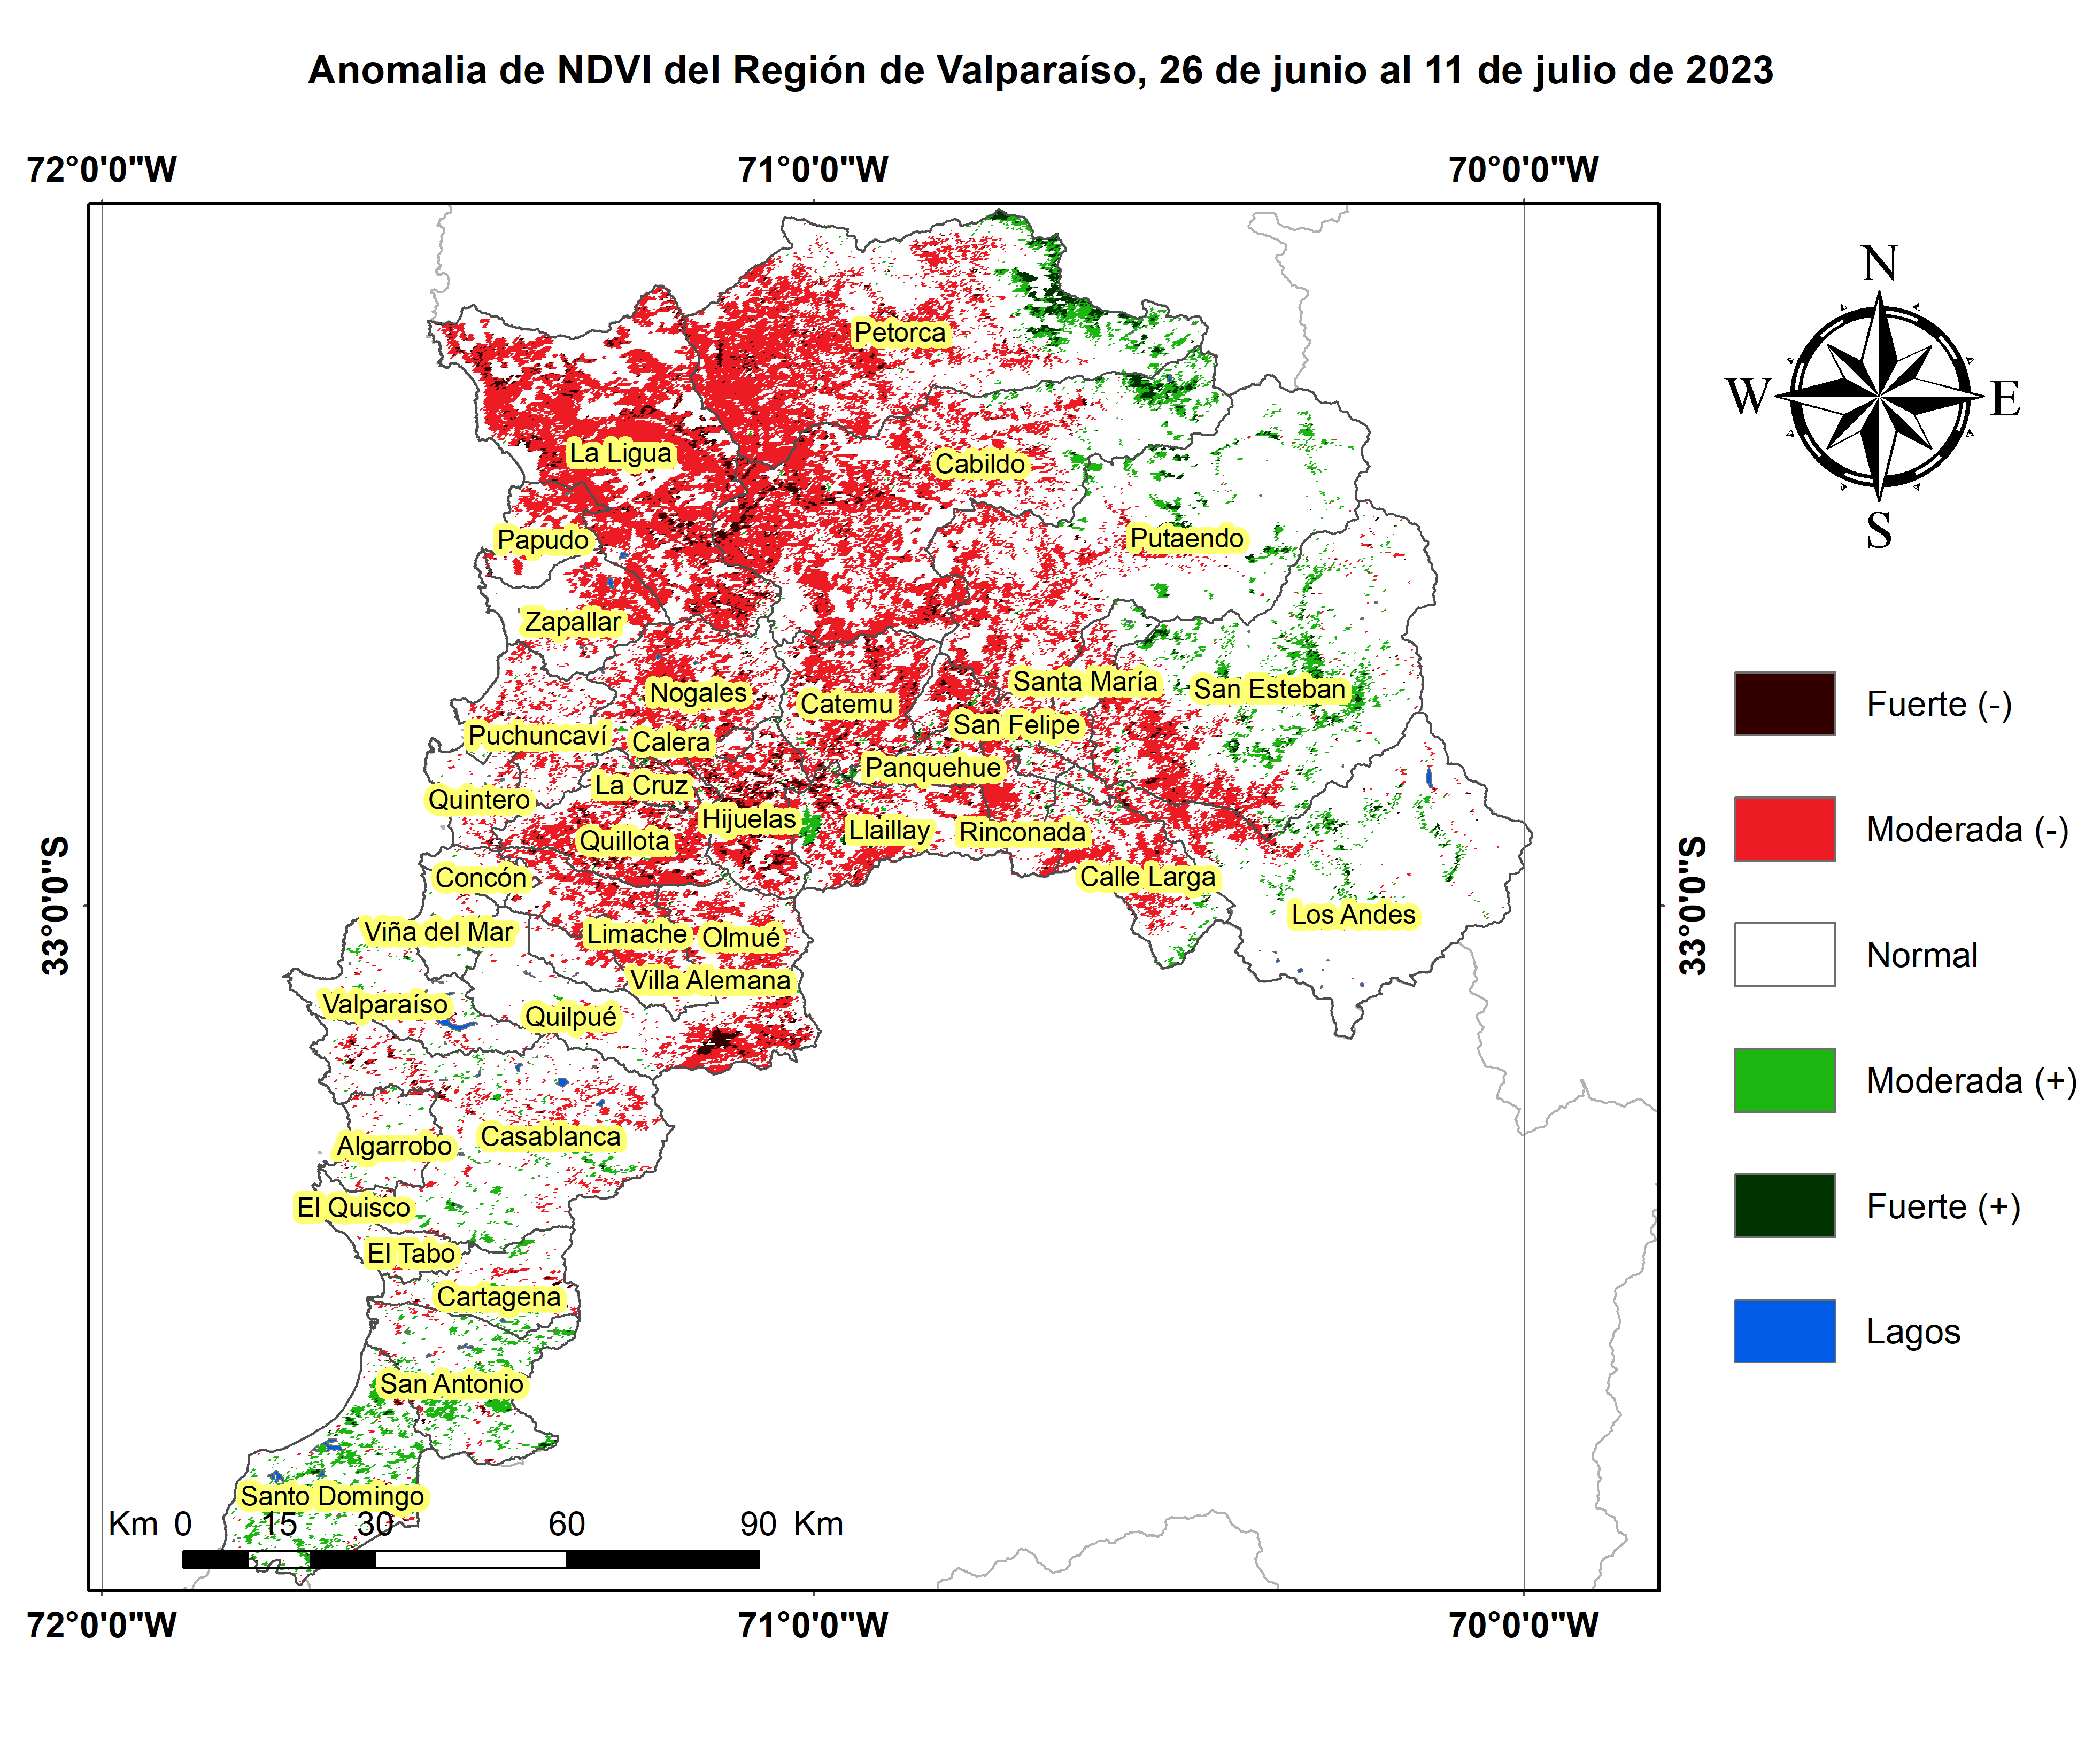 Anomalia de NDVI del Región de Valparaíso, 26 de junio al 11 de julio de 2023
72°0'0"W
71°0'0"W
70°0'0"W
N
W
E
S
Petorca
La Ligua
Cabildo
Papudo
Putaendo
Zapallar
Santa María
San Esteban
Nogales
Catemu
San Felipe
Puchuncaví
Calera
Panquehue
La Cruz
Quintero
Hijuelas
Llaillay
Rinconada
Quillota
Concón
Calle Larga
Los Andes
Viña del Mar
Limache
Olmué
Villa Alemana
Valparaíso
Quilpué
Casablanca
Algarrobo
El Quisco
El Tabo
Cartagena
San Antonio
Santo Domingo
33°0'0"S
33°0'0"S
Fuerte (-)
Moderada (-)
Normal
Moderada (+)
Fuerte (+)
Lagos
Km 0 15 30 60 90 Km
72°0'0"W
71°0'0"W
70°0'0"W